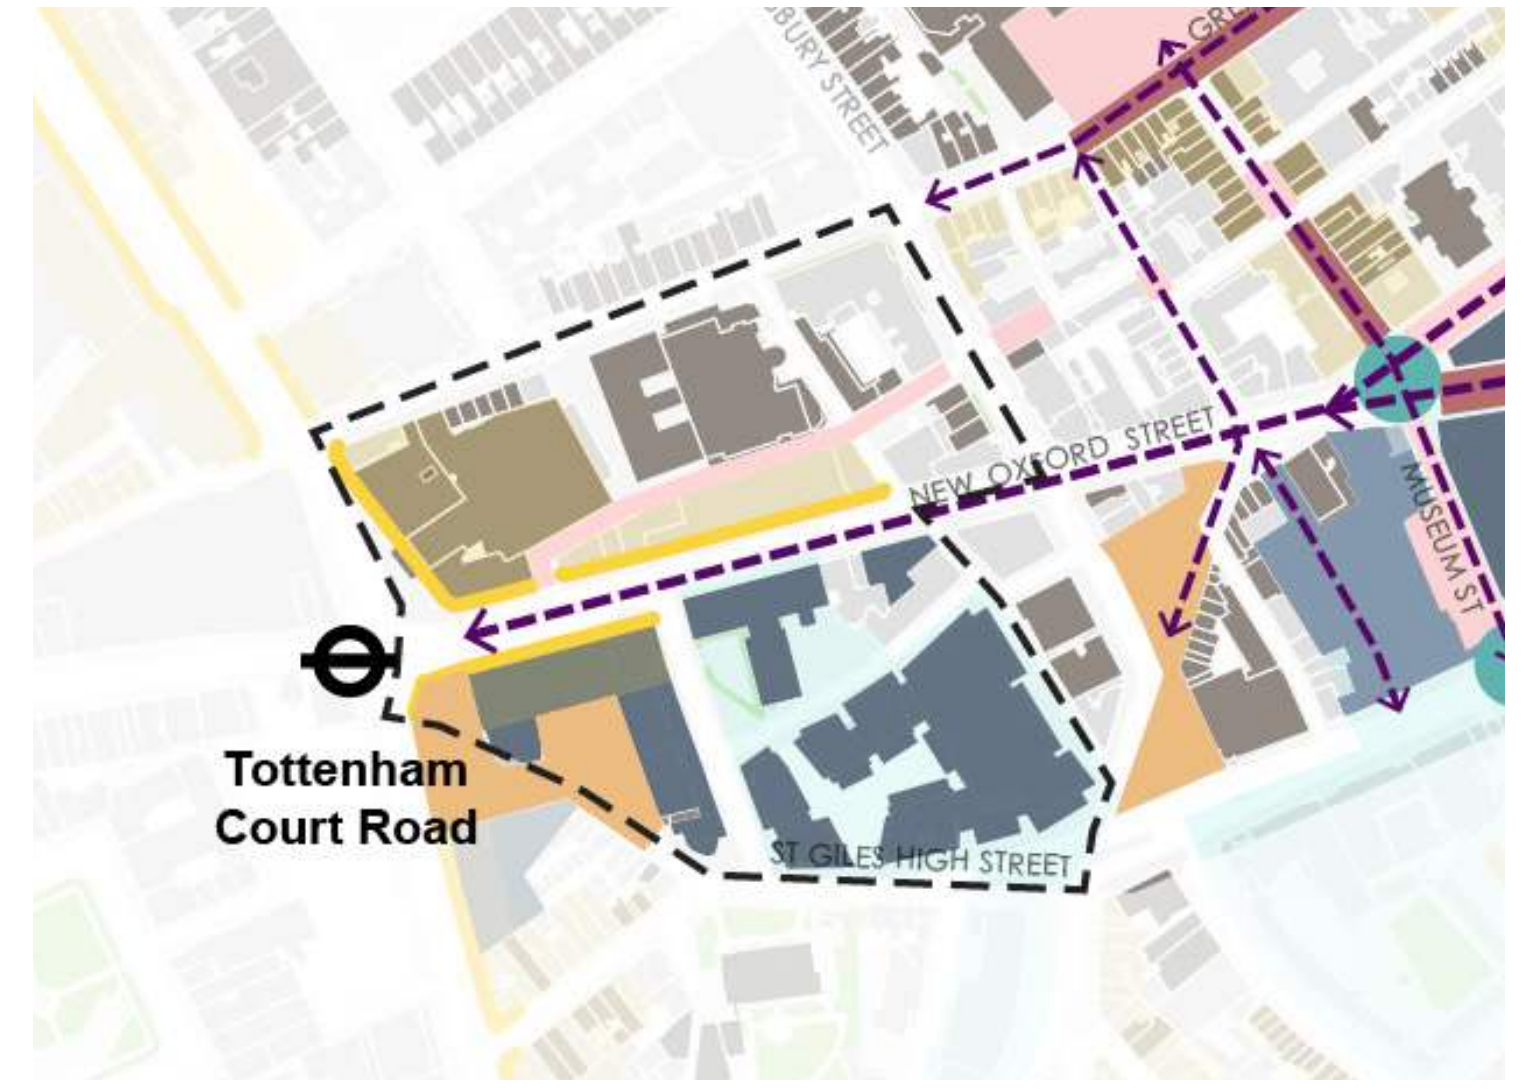 BURY STREET
GRE
NEW OXFORD STREET
MUSEUM ST
Tottenham
Court Road
ST GILES HIGH STREET